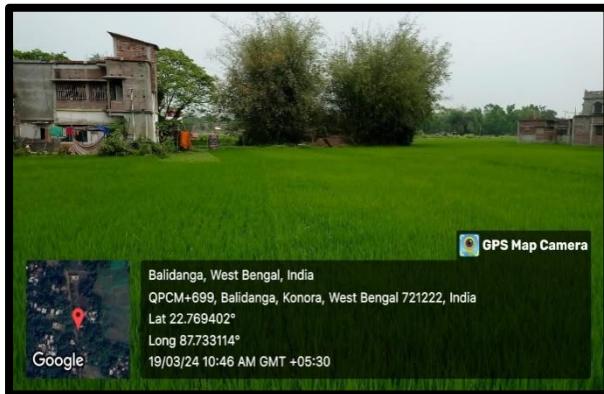 GPS Map Camera
Balidanga, West Bengal, India
QPCM+699, Balidanga, Konora, West Bengal 721222, India
Lat 22.769402°
Long 87.733114°
19/03/24 10:46 AM GMT +05:30
Google